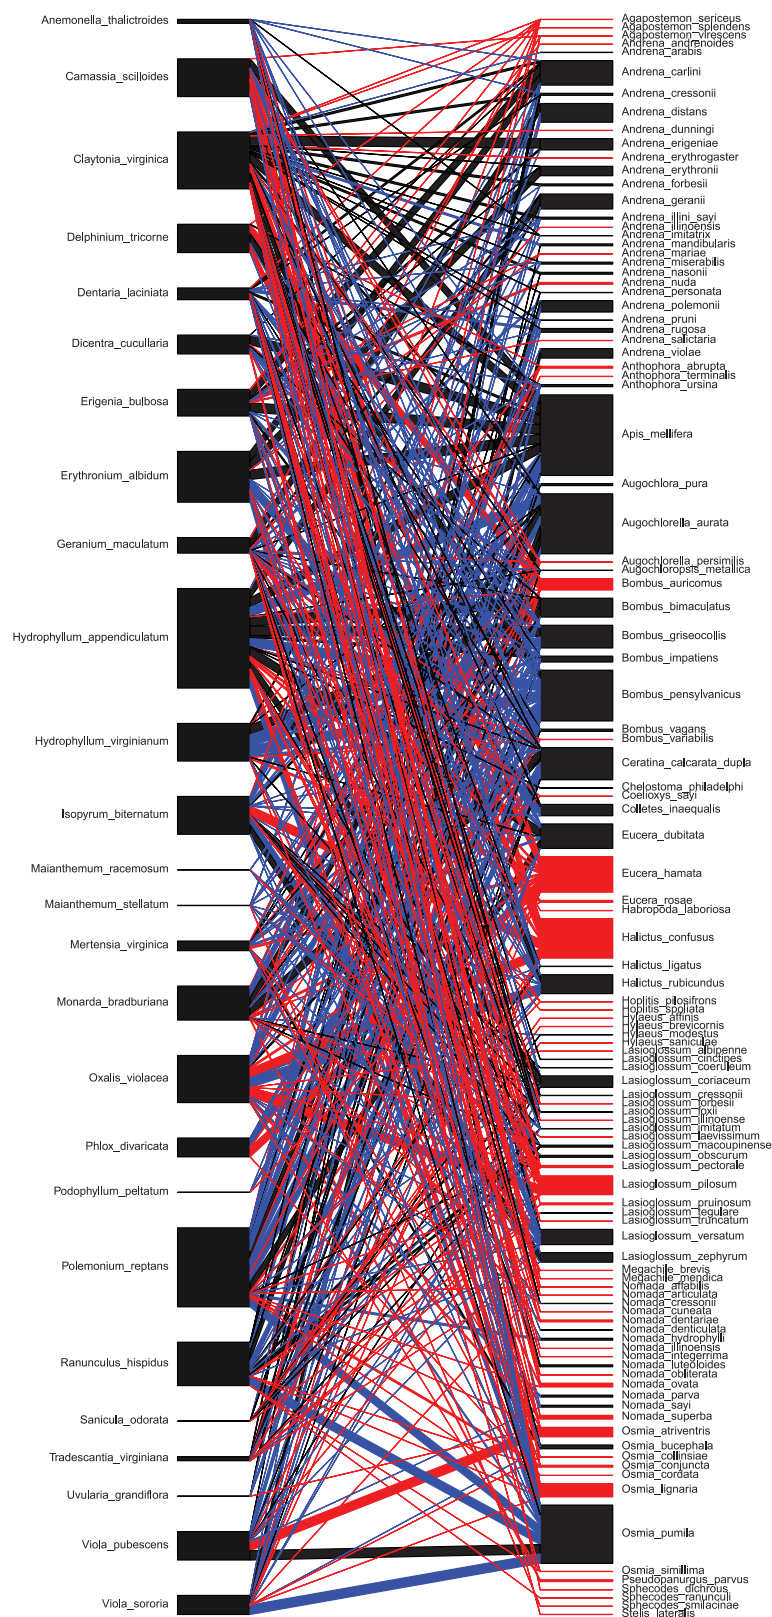 Anemonella_thalictroides
Camassia_scilloides
Claytonia_virginica
Delphinium_tricorne
Dentaria_laciniata
Dicentra_cucullaria
Erigenia_bulbosa
Erythronium_albidum
Geranium_maculatum
Hydrophyllum_appendiculatum
Hydrophyllum_virginianum
Isopyrum_biternatum
Maianthemum_racemosum
Maianthemum_stellatum
Mertensia_virginica
Monarda_bradburiana
Oxalis_violacea
Phlox_divaricata
Podophyllum_peltatum
Polemonium_reptans
Ranunculus_hispidus
Sanicula_odorata
Tradescantia_virginiana
Uvularia_grandiflora
Viola_pubescens
Viola_sororia
Agapostemon_sericeus
Agapostemon_splendens
Agapostemon_virescens
Andrena_andrenoides
Andrena_arabis
Andrena_carlini
Andrena_cressonii
Andrena_distans
Andrena_dunningi
Andrena_erigeniae
Andrena_erythrogaster
Andrena_erythronii
Andrena_forbesii
Andrena_geranii
Andrena_illini_sayi
Andrena_illinoensis
Andrena_imitatrix
Andrena_mandibularis
Andrena_mariae
Andrena_miserabilis
Andrena_nasonii
Andrena_nuda
Andrena_personata
Andrena_polemonii
Andrena_pruni
Andrena_rugosa
Andrena_salictaria
Andrena_violae
Anthophora_abrupta
Anthophora_terminalis
Anthophora_ursina
Apis_mellifera
Augochlora_pura
Augochlorella_aurata
Augochlorella_persimilis
Augochloropsis_metallica
Bombus_auricomus
Bombus_bimaculatus
Bombus_griseocollis
Bombus_impatiens
Bombus_pensylvanicus
Bombus_vagans
Bombus_variabilis
Ceratina_calcarata_dupla
Chelostoma_philadelphi
Coelioxys_sayi
Colletes_inaequalis
Eucera_dubitata
Eucera_hamata
Eucera_rosae
Habropoda_laboriosa
Halictus_confusus
Halictus_ligatus
Halictus_rubicundus
Hoplitis_pilosifrons
Hoplitis_spoliata
Hylaeus_affinis
Hylaeus_brevicornis
Hylaeus_modestus
Hylaeus_saniculae
Lasioglossum_albipenne
Lasioglossum_cinctipes
Lasioglossum_coeruleum
Lasioglossum_coriaceum
Lasioglossum_cressonii
Lasioglossum_forbesii
Lasioglossum_foxii
Lasioglossum_illinoense
Lasioglossum_imitatum
Lasioglossum_laevissimum
Lasioglossum_macoupinense
Lasioglossum_obscurum
Lasioglossum_pectorale
Lasioglossum_pilosum
Lasioglossum_pruinosum
Lasioglossum_tegulare
Lasioglossum_truncatum
Lasioglossum_versatum
Lasioglossum_zephyrum
Megachile_brevis
Megachile_mendica
Nomada_affabilis
Nomada_articulata
Nomada_cressonii
Nomada_cuneata
Nomada_dentariae
Nomada_denticulata
Nomada_hydrophylli
Nomada_illinoensis
Nomada_integerrima
Nomada_luteoloides
Nomada_obliterata
Nomada_ovata
Nomada_parva
Nomada_sayi
Nomada_superba
Osmia_atriventris
Osmia_bucephala
Osmia_collinsiae
Osmia_conjuncta
Osmia_cordata
Osmia_lignaria
Osmia_pumila
Osmia_simillima
Pseudopanurgus_parvus
Sphecodes_dichrous
Sphecodes_ranunculi
Sphecodes_smilacinae
Stelis_lateralis